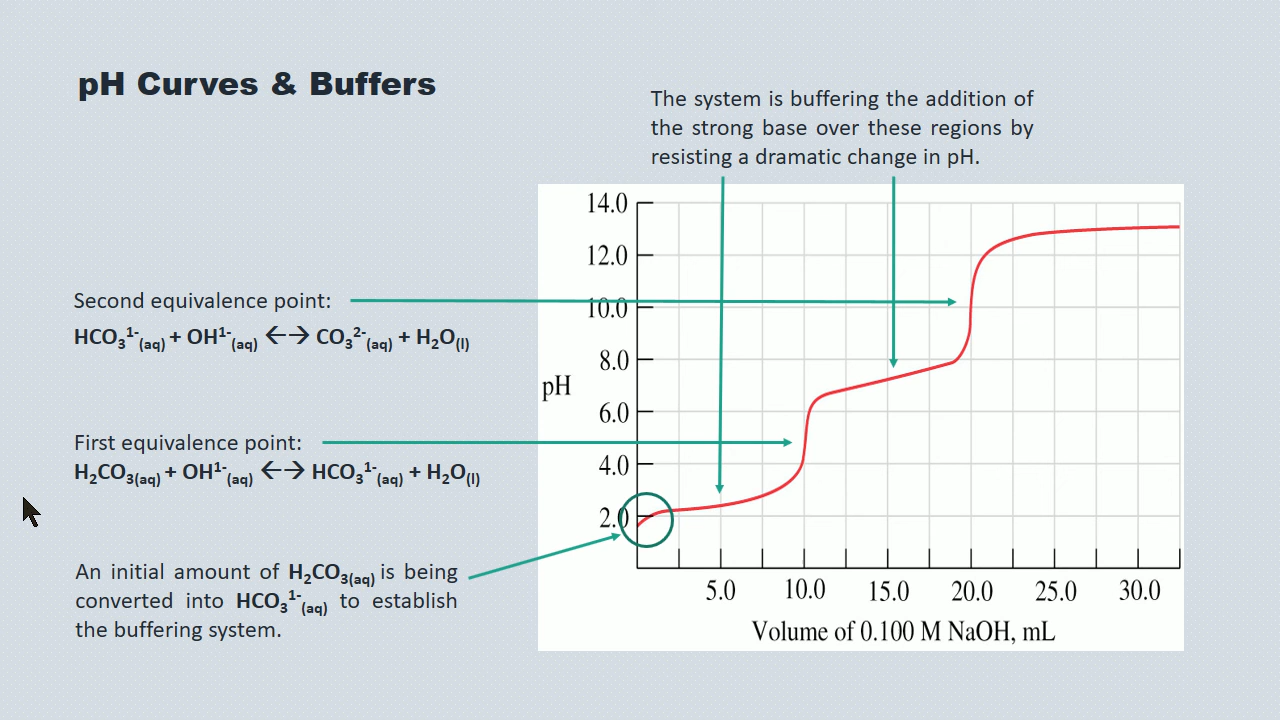 pH Curves & Buffers
The system is buffering the addition of
the strong base over these regions by
resisting a dramatic change in pH.
Second equivalence point:
HCO₃¹⁻(aq) + OH¹⁻(aq) ←→ CO₃²⁻(aq) + H₂O(l)
First equivalence point:
H₂CO₃(aq) + OH¹⁻(aq) ←→ HCO₃¹⁻(aq) + H₂O(l)
An initial amount of H₂CO₃(aq) is being
converted into HCO₃¹⁻(aq) to establish
the buffering system.
14.0
12.0
10.0
8.0
pH
6.0
4.0
2.0
5.0 10.0 15.0 20.0 25.0 30.0
Volume of 0.100 M NaOH, mL